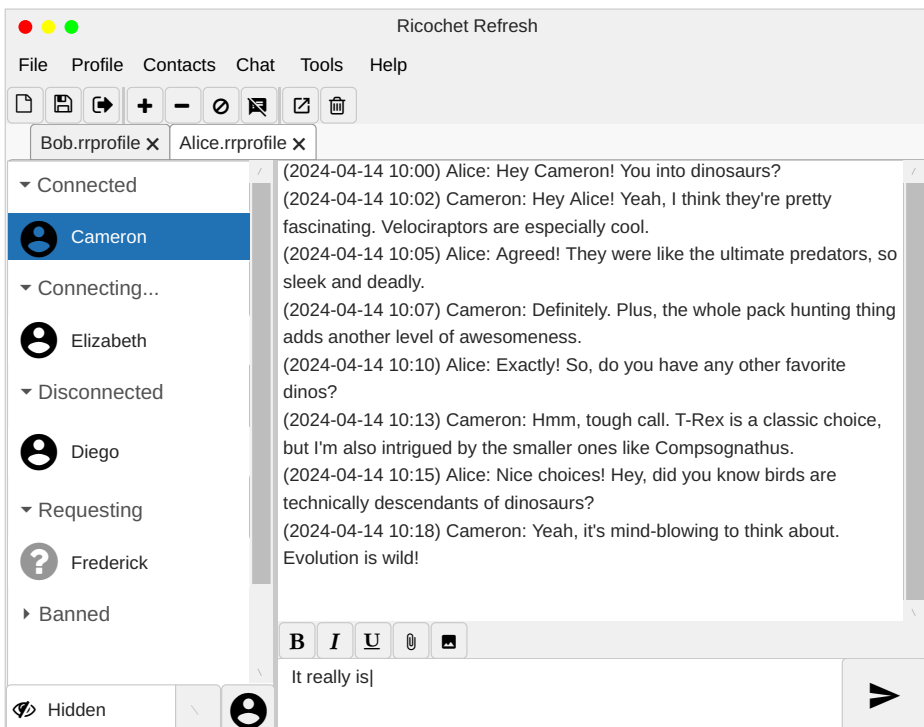 Ricochet Refresh
File Profile Contacts Chat Tools Help
Bob.rrprofile Alice.rrprofile
Connected
Cameron
Connecting...
Elizabeth
Disconnected
Diego
Requesting
Frederick
Banned
Hidden
(2024-04-14 10:00) Alice: Hey Cameron! You into dinosaurs?
(2024-04-14 10:02) Cameron: Hey Alice! Yeah, I think they're pretty
fascinating. Velociraptors are especially cool.
(2024-04-14 10:05) Alice: Agreed! They were like the ultimate predators, so
sleek and deadly.
(2024-04-14 10:07) Cameron: Definitely. Plus, the whole pack hunting thing
adds another level of awesomeness.
(2024-04-14 10:10) Alice: Exactly! So, do you have any other favorite
dinos?
(2024-04-14 10:13) Cameron: Hmm, tough call. T-Rex is a classic choice,
but I'm also intrigued by the smaller ones like Compsognathus.
(2024-04-14 10:15) Alice: Nice choices! Hey, did you know birds are
technically descendants of dinosaurs?
(2024-04-14 10:18) Cameron: Yeah, it's mind-blowing to think about.
Evolution is wild!
B I U
It really is